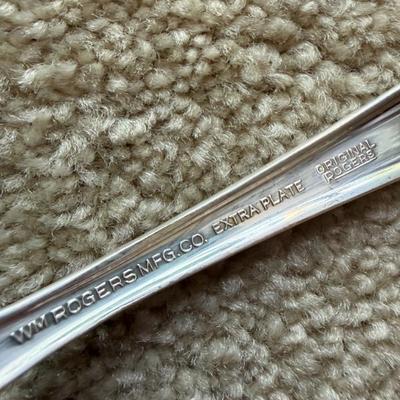 WM ROGERS MFG. CO. EXTRA PLATE
ORIGINAL
ROGERS